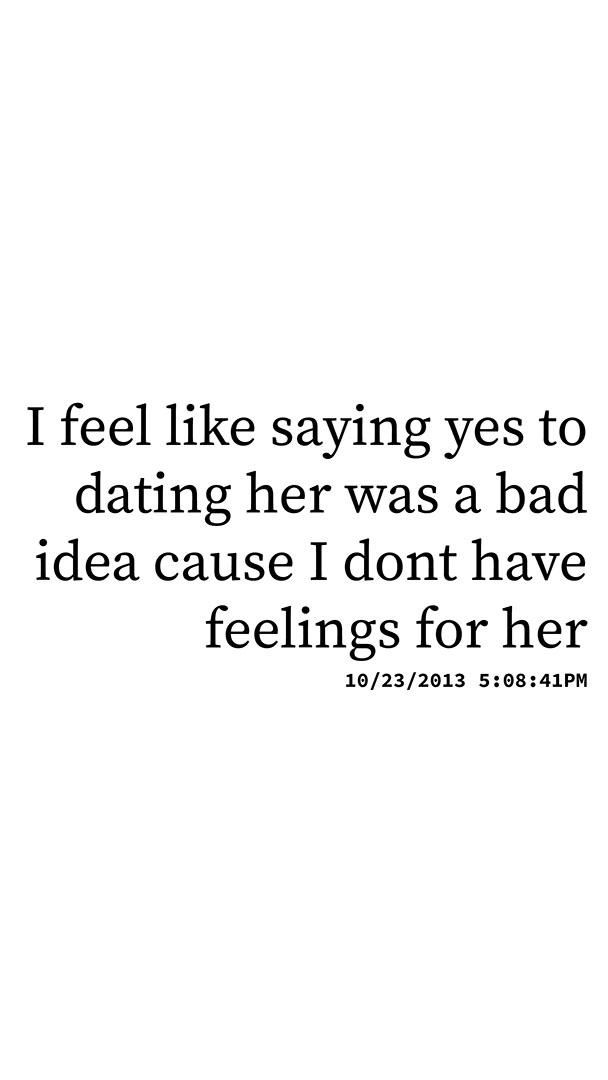 I feel like saying yes to
dating her was a bad
idea cause I dont have
feelings for her
10/23/2013 5:08:41PM